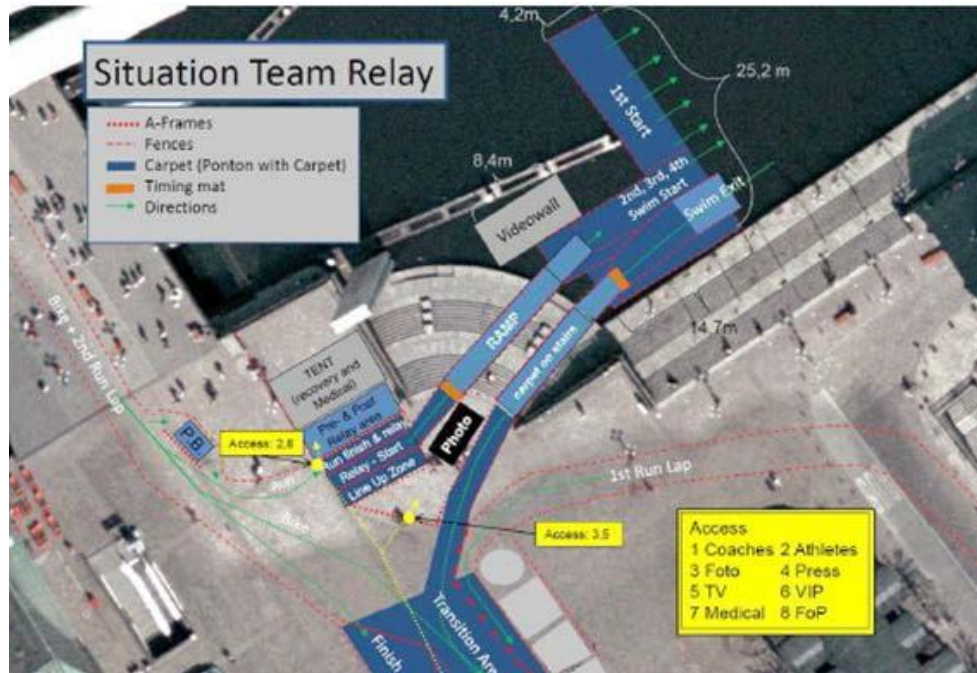 4,2m
25,2 m
Situation Team Relay
A-Frames
Fences
Carpet (Ponton with Carpet)
Timing mat
Directions
1st Start
8,4m
2nd, 3rd, 4th
Swim Start
Swim Exit
Videowall
14,7m
RAMP
carpet on stairs
Bike + 2nd Run Lap
TENT
(recovery and
Medical)
Pre- & Post
Relay area
PB
Access: 2,8
Run finish & relay
Relay - Start
Line Up Zone
Photo
Run
Bike
1st Run Lap
Access: 3,5
Access
1 Coaches 2 Athletes
3 Foto 4 Press
5 TV 6 VIP
7 Medical 8 FoP
Transition Area
Finish